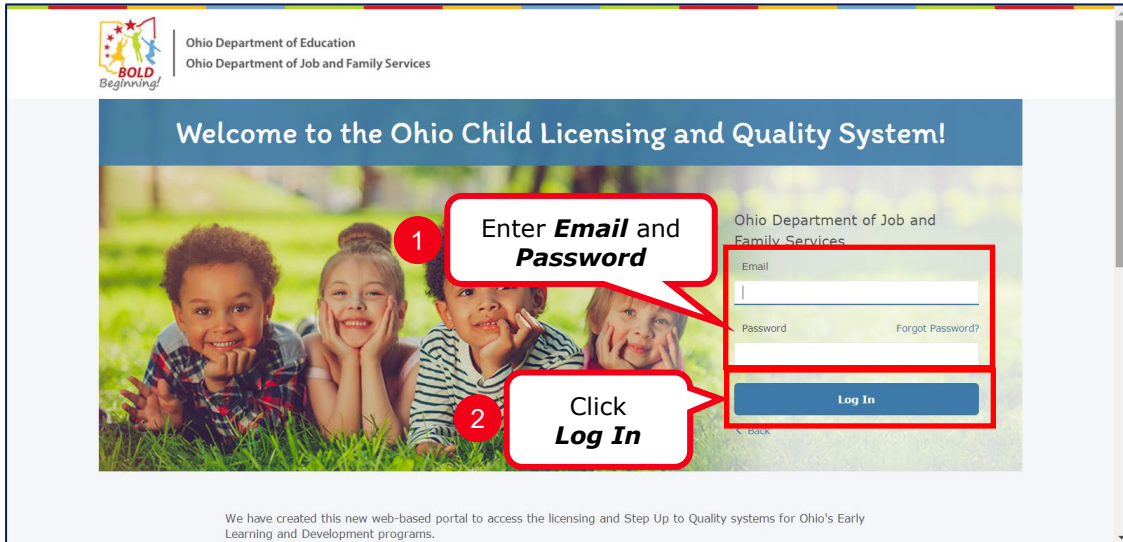 BOLD
Beginning!
Ohio Department of Education
Ohio Department of Job and Family Services
Welcome to the Ohio Child Licensing and Quality System!
1
Enter Email and
Password
Ohio Department of Job and
Family Services
Email
Password Forgot Password?
2
Click
Log In
Log In
< Back
We have created this new web-based portal to access the licensing and Step Up to Quality systems for Ohio's Early
Learning and Development programs.